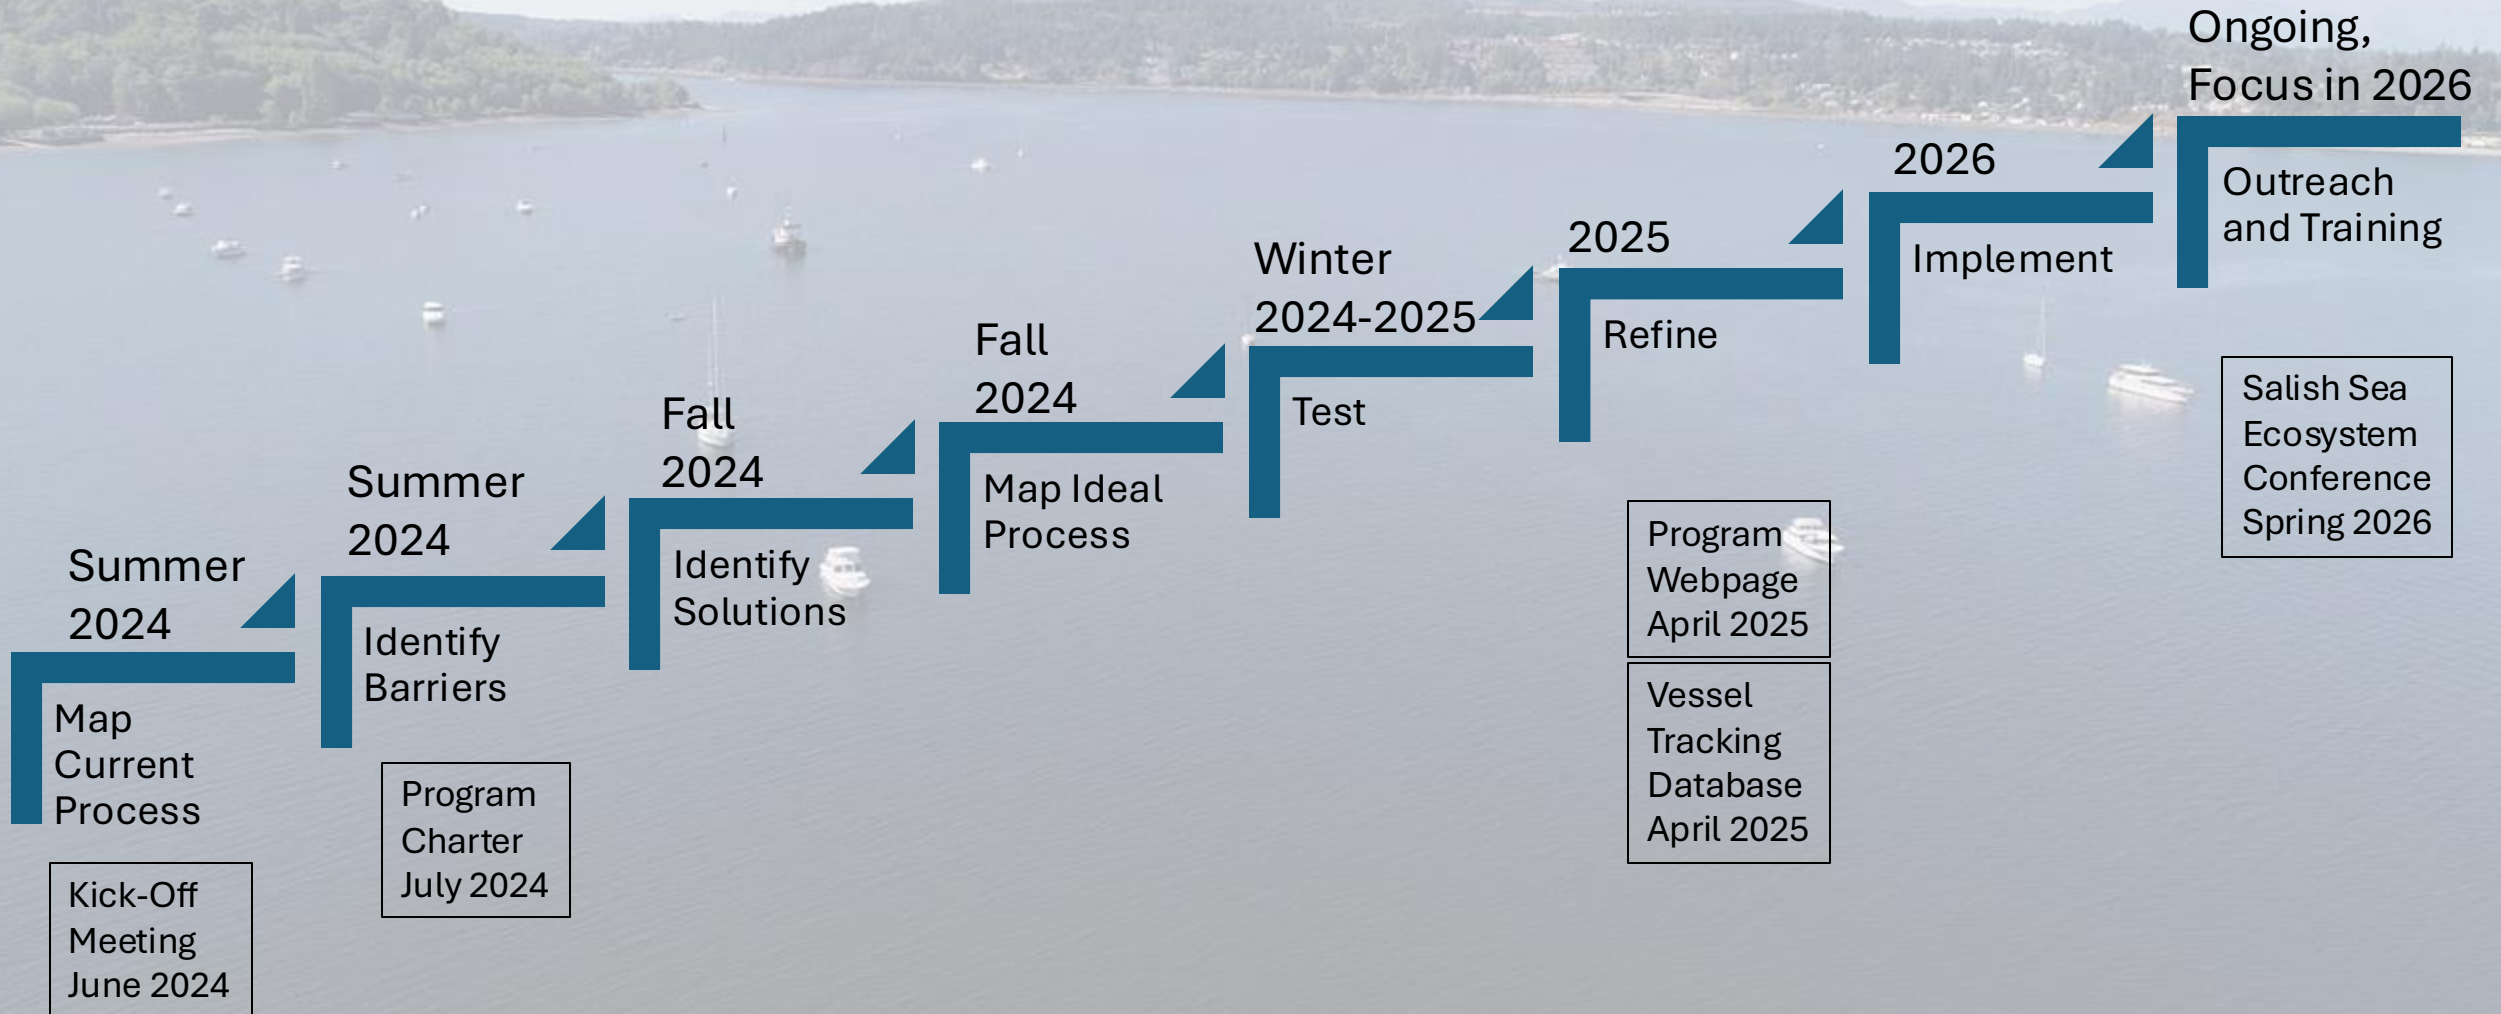 Summer
2024
Map
Current
Process
Kick-Off
Meeting
June 2024
Summer
2024
Identify
Barriers
Program
Charter
July 2024
Fall
2024
Identify
Solutions
Fall
2024
Map Ideal
Process
Winter
2024-2025
Test
2025
Refine
Program
Webpage
April 2025
Vessel
Tracking
Database
April 2025
2026
Implement
Ongoing,
Focus in 2026
Outreach
and Training
Salish Sea
Ecosystem
Conference
Spring 2026